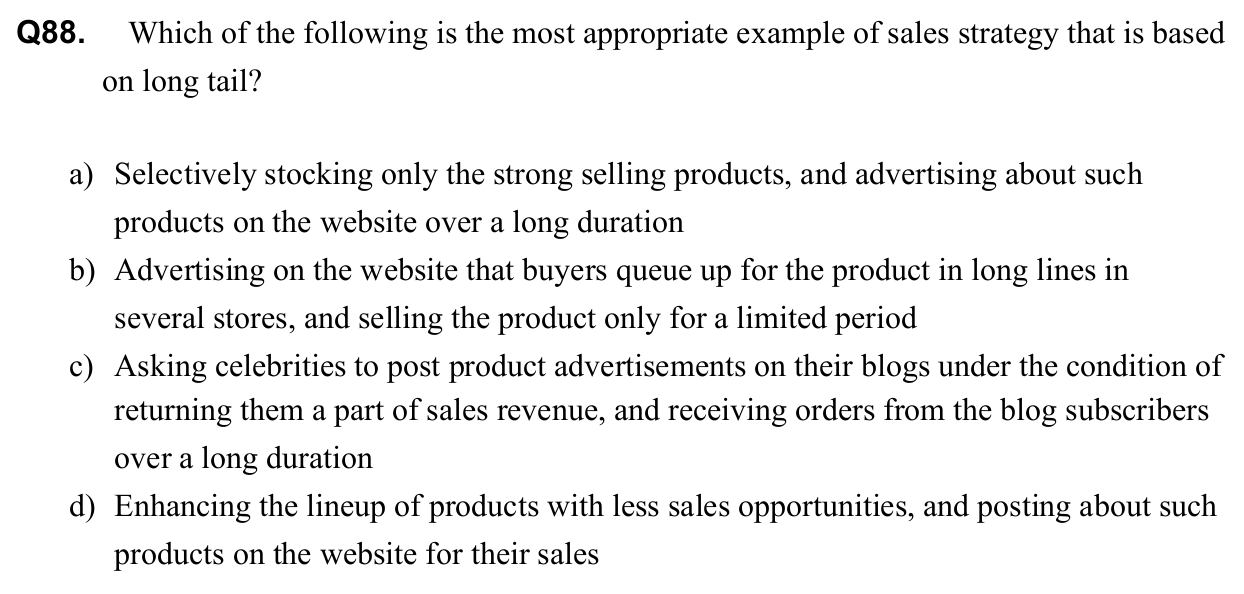 Q88. Which of the following is the most appropriate example of sales strategy that is based
on long tail?
a) Selectively stocking only the strong selling products, and advertising about such
products on the website over a long duration
b) Advertising on the website that buyers queue up for the product in long lines in
several stores, and selling the product only for a limited period
c) Asking celebrities to post product advertisements on their blogs under the condition of
returning them a part of sales revenue, and receiving orders from the blog subscribers
over a long duration
d) Enhancing the lineup of products with less sales opportunities, and posting about such
products on the website for their sales